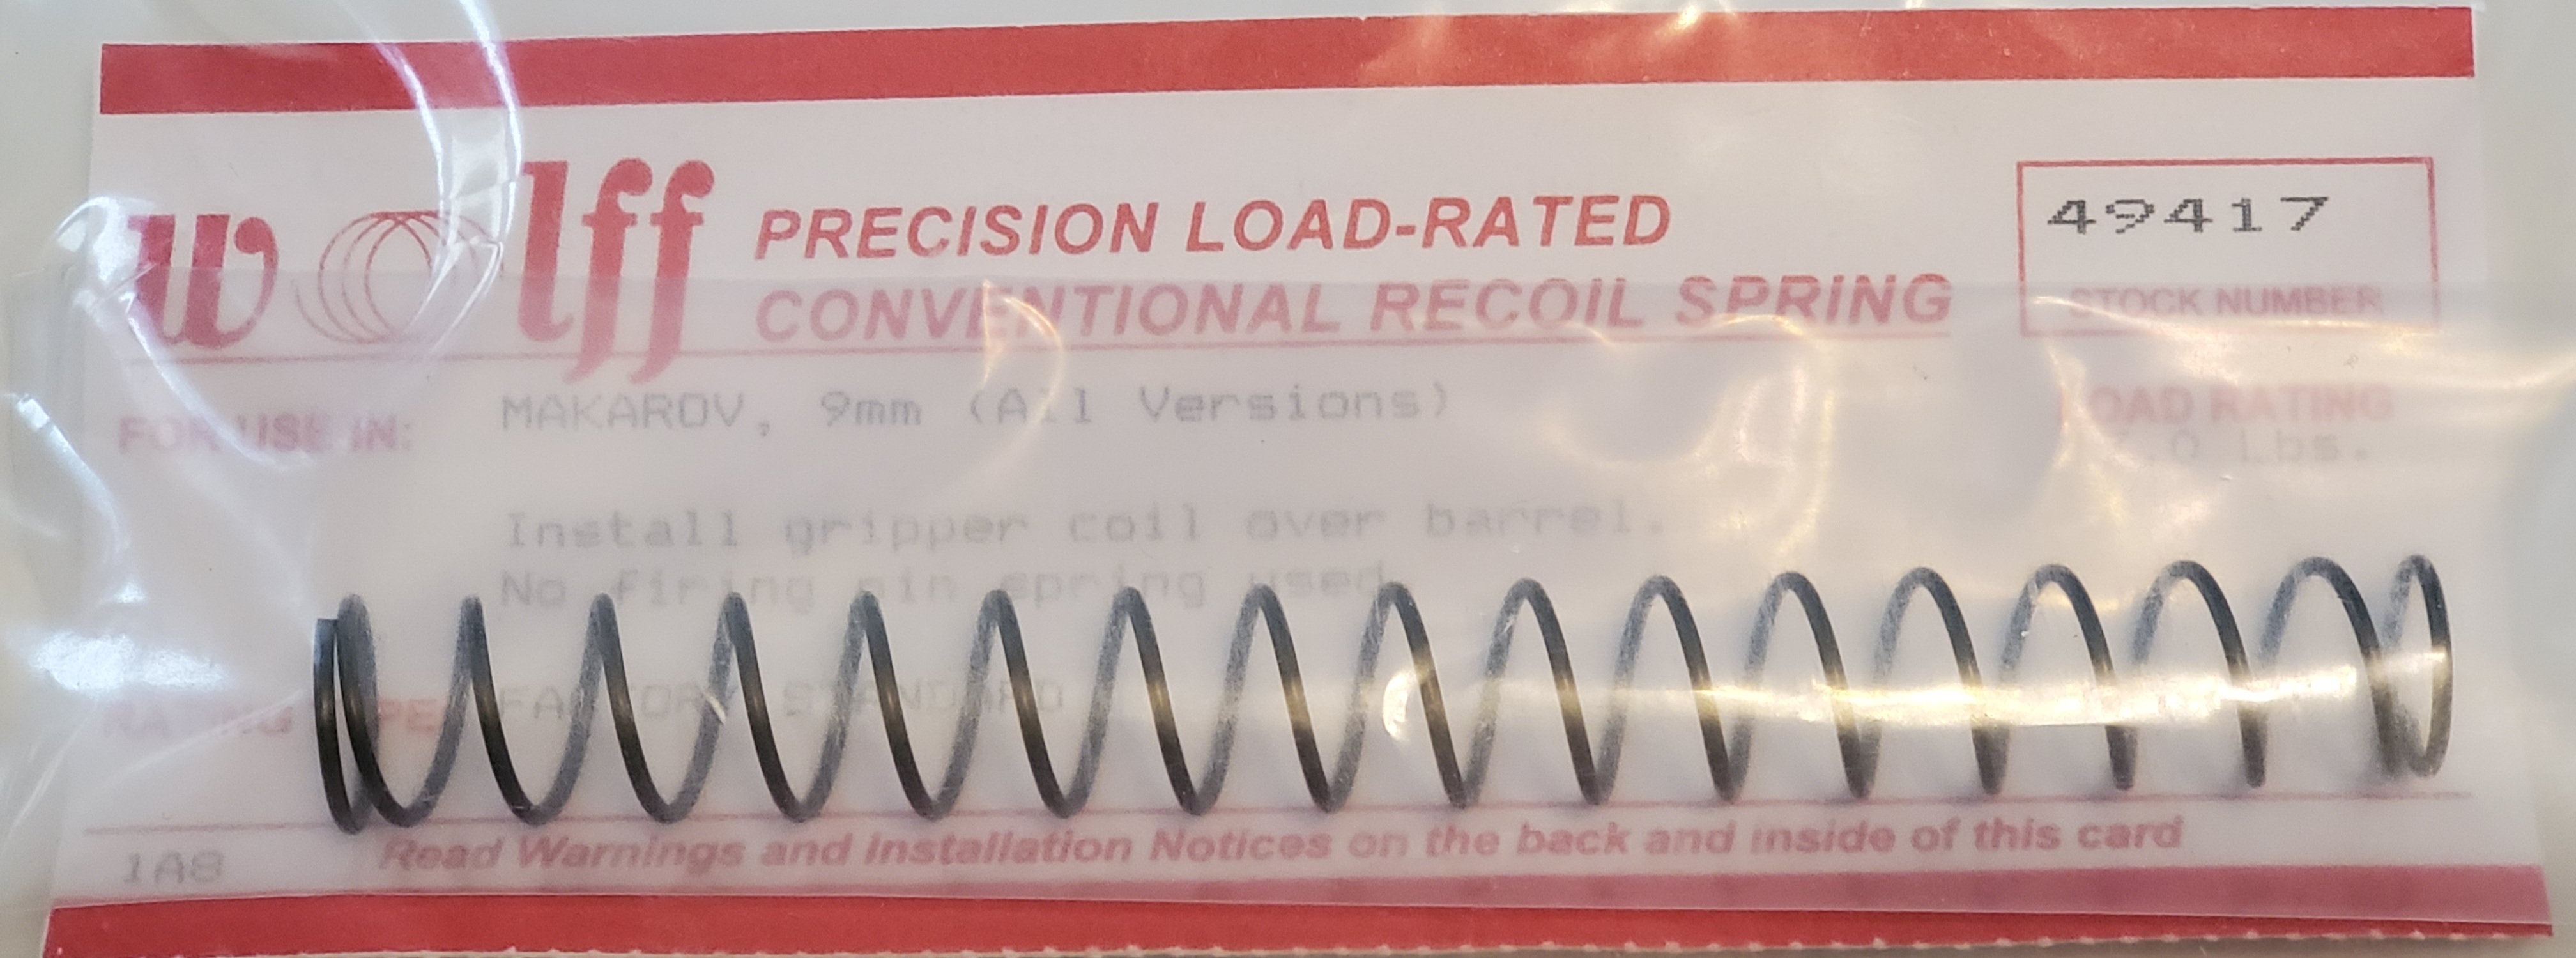 wolff
PRECISION LOAD-RATED
CONVENTIONAL RECOIL SPRING
49417
STOCK NUMBER
FOR USE IN:
MAKAROV, 9mm (All Versions)
LOAD RATING
Lbs.
Install gripper coil over barrel.
No firing pin spring used
RATING TYPE
FACTORY STANDARD
1A8
Read Warnings and Installation Notices on the back and inside of this card